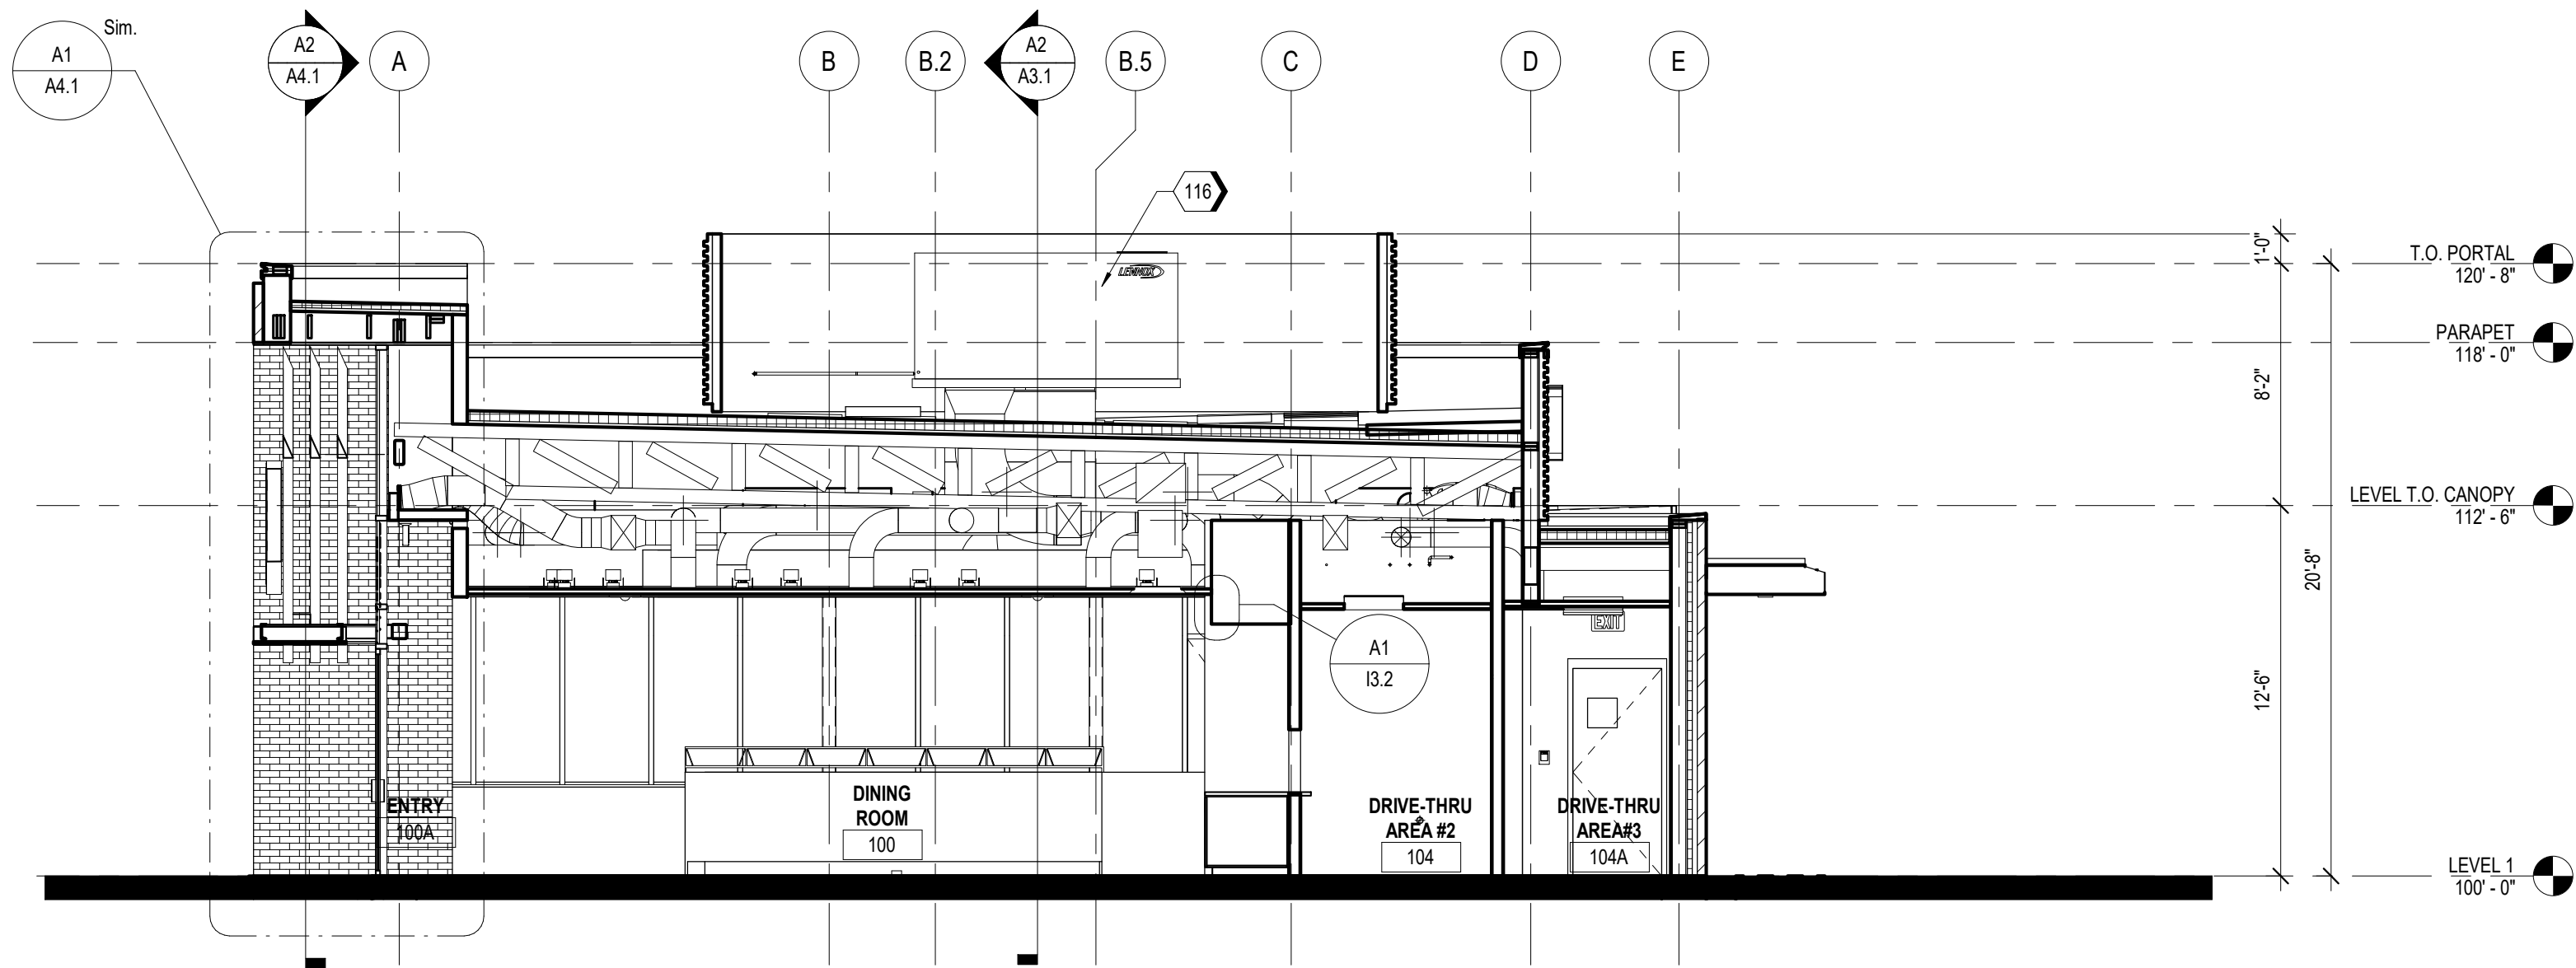 Sim.
A1
A4.1
A2
A4.1
A
B
B.2
A2
A3.1
B.5
C
D
E
116
LENNOX
1'-0"
T.O. PORTAL
120' - 8"
PARAPET
118' - 0"
8'-2"
LEVEL T.O. CANOPY
112' - 6"
20'-8"
EXIT
A1
I3.2
12'-6"
ENTRY
100A
DINING
ROOM
100
DRIVE-THRU
AREA #2
104
DRIVE-THRU
AREA#3
104A
LEVEL 1
100' - 0"